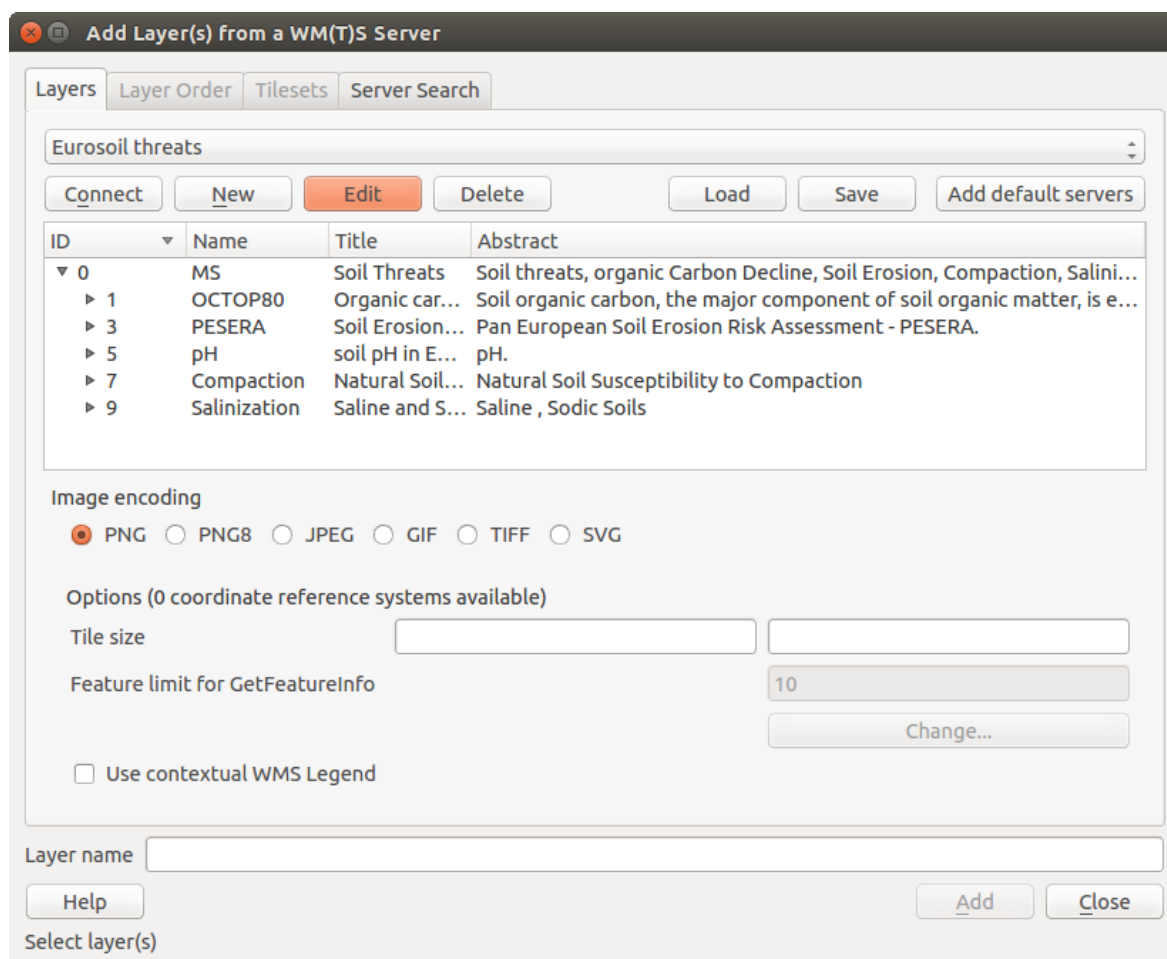 Add Layer(s) from a WM(T)S Server
Layers Layer Order Tilesets Server Search
Eurosoil threats
Connect New Edit Delete Load Save Add default servers
ID Name Title Abstract
0 MS Soil Threats Soil threats, organic Carbon Decline, Soil Erosion, Compaction, Salini...
1 OCTOP80 Organic car... Soil organic carbon, the major component of soil organic matter, is e...
3 PESERA Soil Erosion... Pan European Soil Erosion Risk Assessment - PESERA.
5 pH soil pH in E... pH.
7 Compaction Natural Soil... Natural Soil Susceptibility to Compaction
9 Salinization Saline and S... Saline , Sodic Soils
Image encoding
PNG PNG8 JPEG GIF TIFF SVG
Options (0 coordinate reference systems available)
Tile size
Feature limit for GetFeatureInfo 10
Change...
Use contextual WMS Legend
Layer name
Help Add Close
Select layer(s)